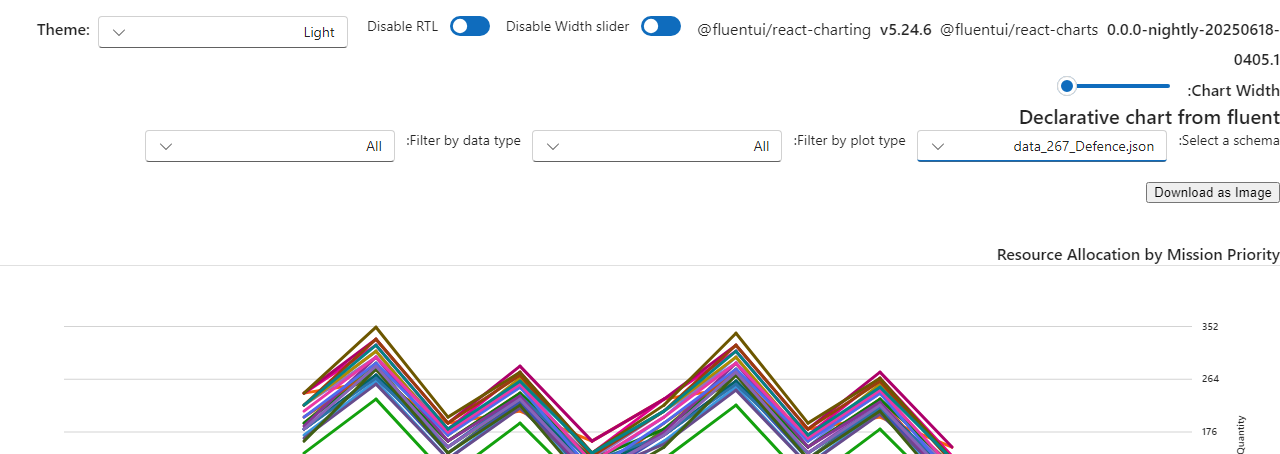 Theme: Light Disable RTL Disable Width slider @fluentui/react-charting v5.24.6 @fluentui/react-charts 0.0.0-nightly-20250618-
0405.1
:Chart Width
Declarative chart from fluent
:Select a schema data_267_Defence.json :Filter by plot type All :Filter by data type All
Download as Image
Resource Allocation by Mission Priority
352
264
176
Quantity